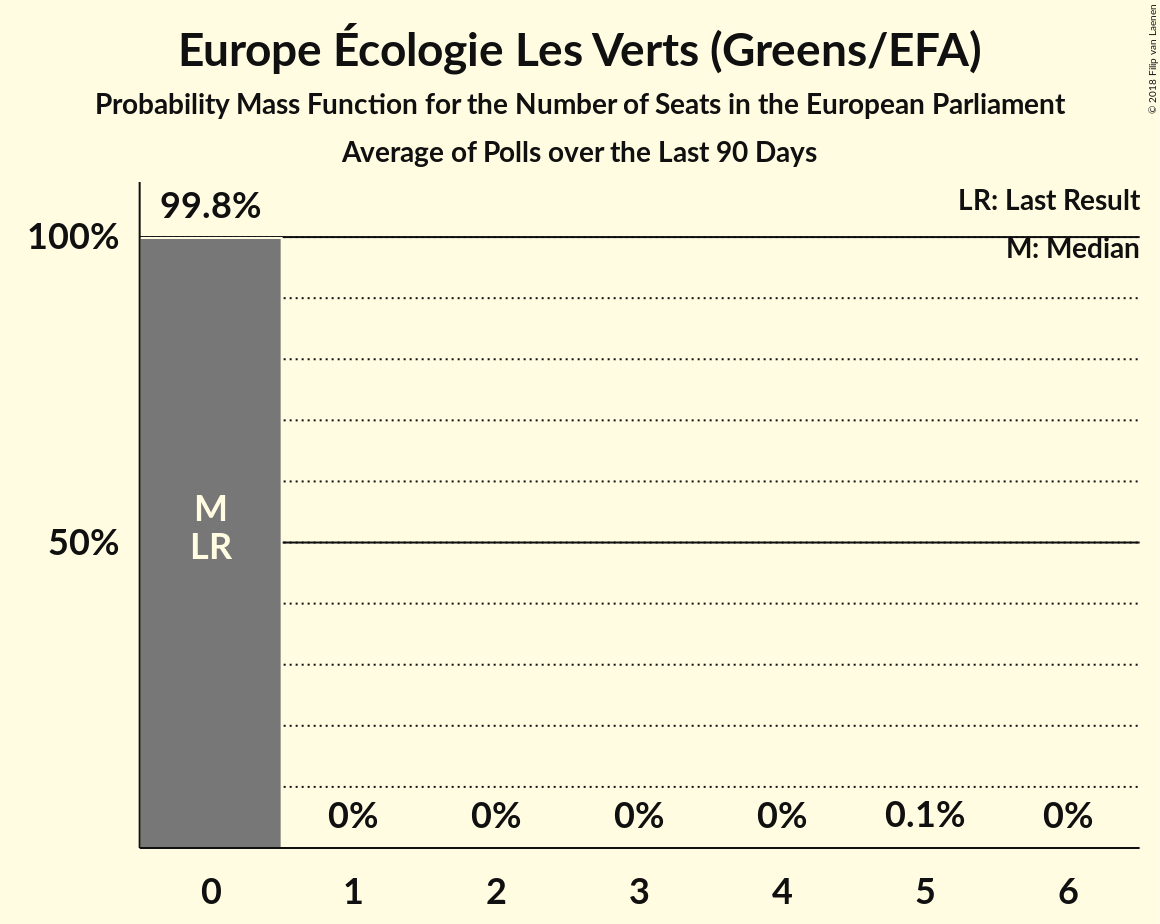 Europe Écologie Les Verts (Greens/EFA)
Probability Mass Function for the Number of Seats in the European Parliament
Average of Polls over the Last 90 Days
© 2018 Filip van Laenen
LR: Last Result
M: Median
99.8%
100%
50%
M
LR
0% 0% 0% 0% 0.1% 0%
0 1 2 3 4 5 6